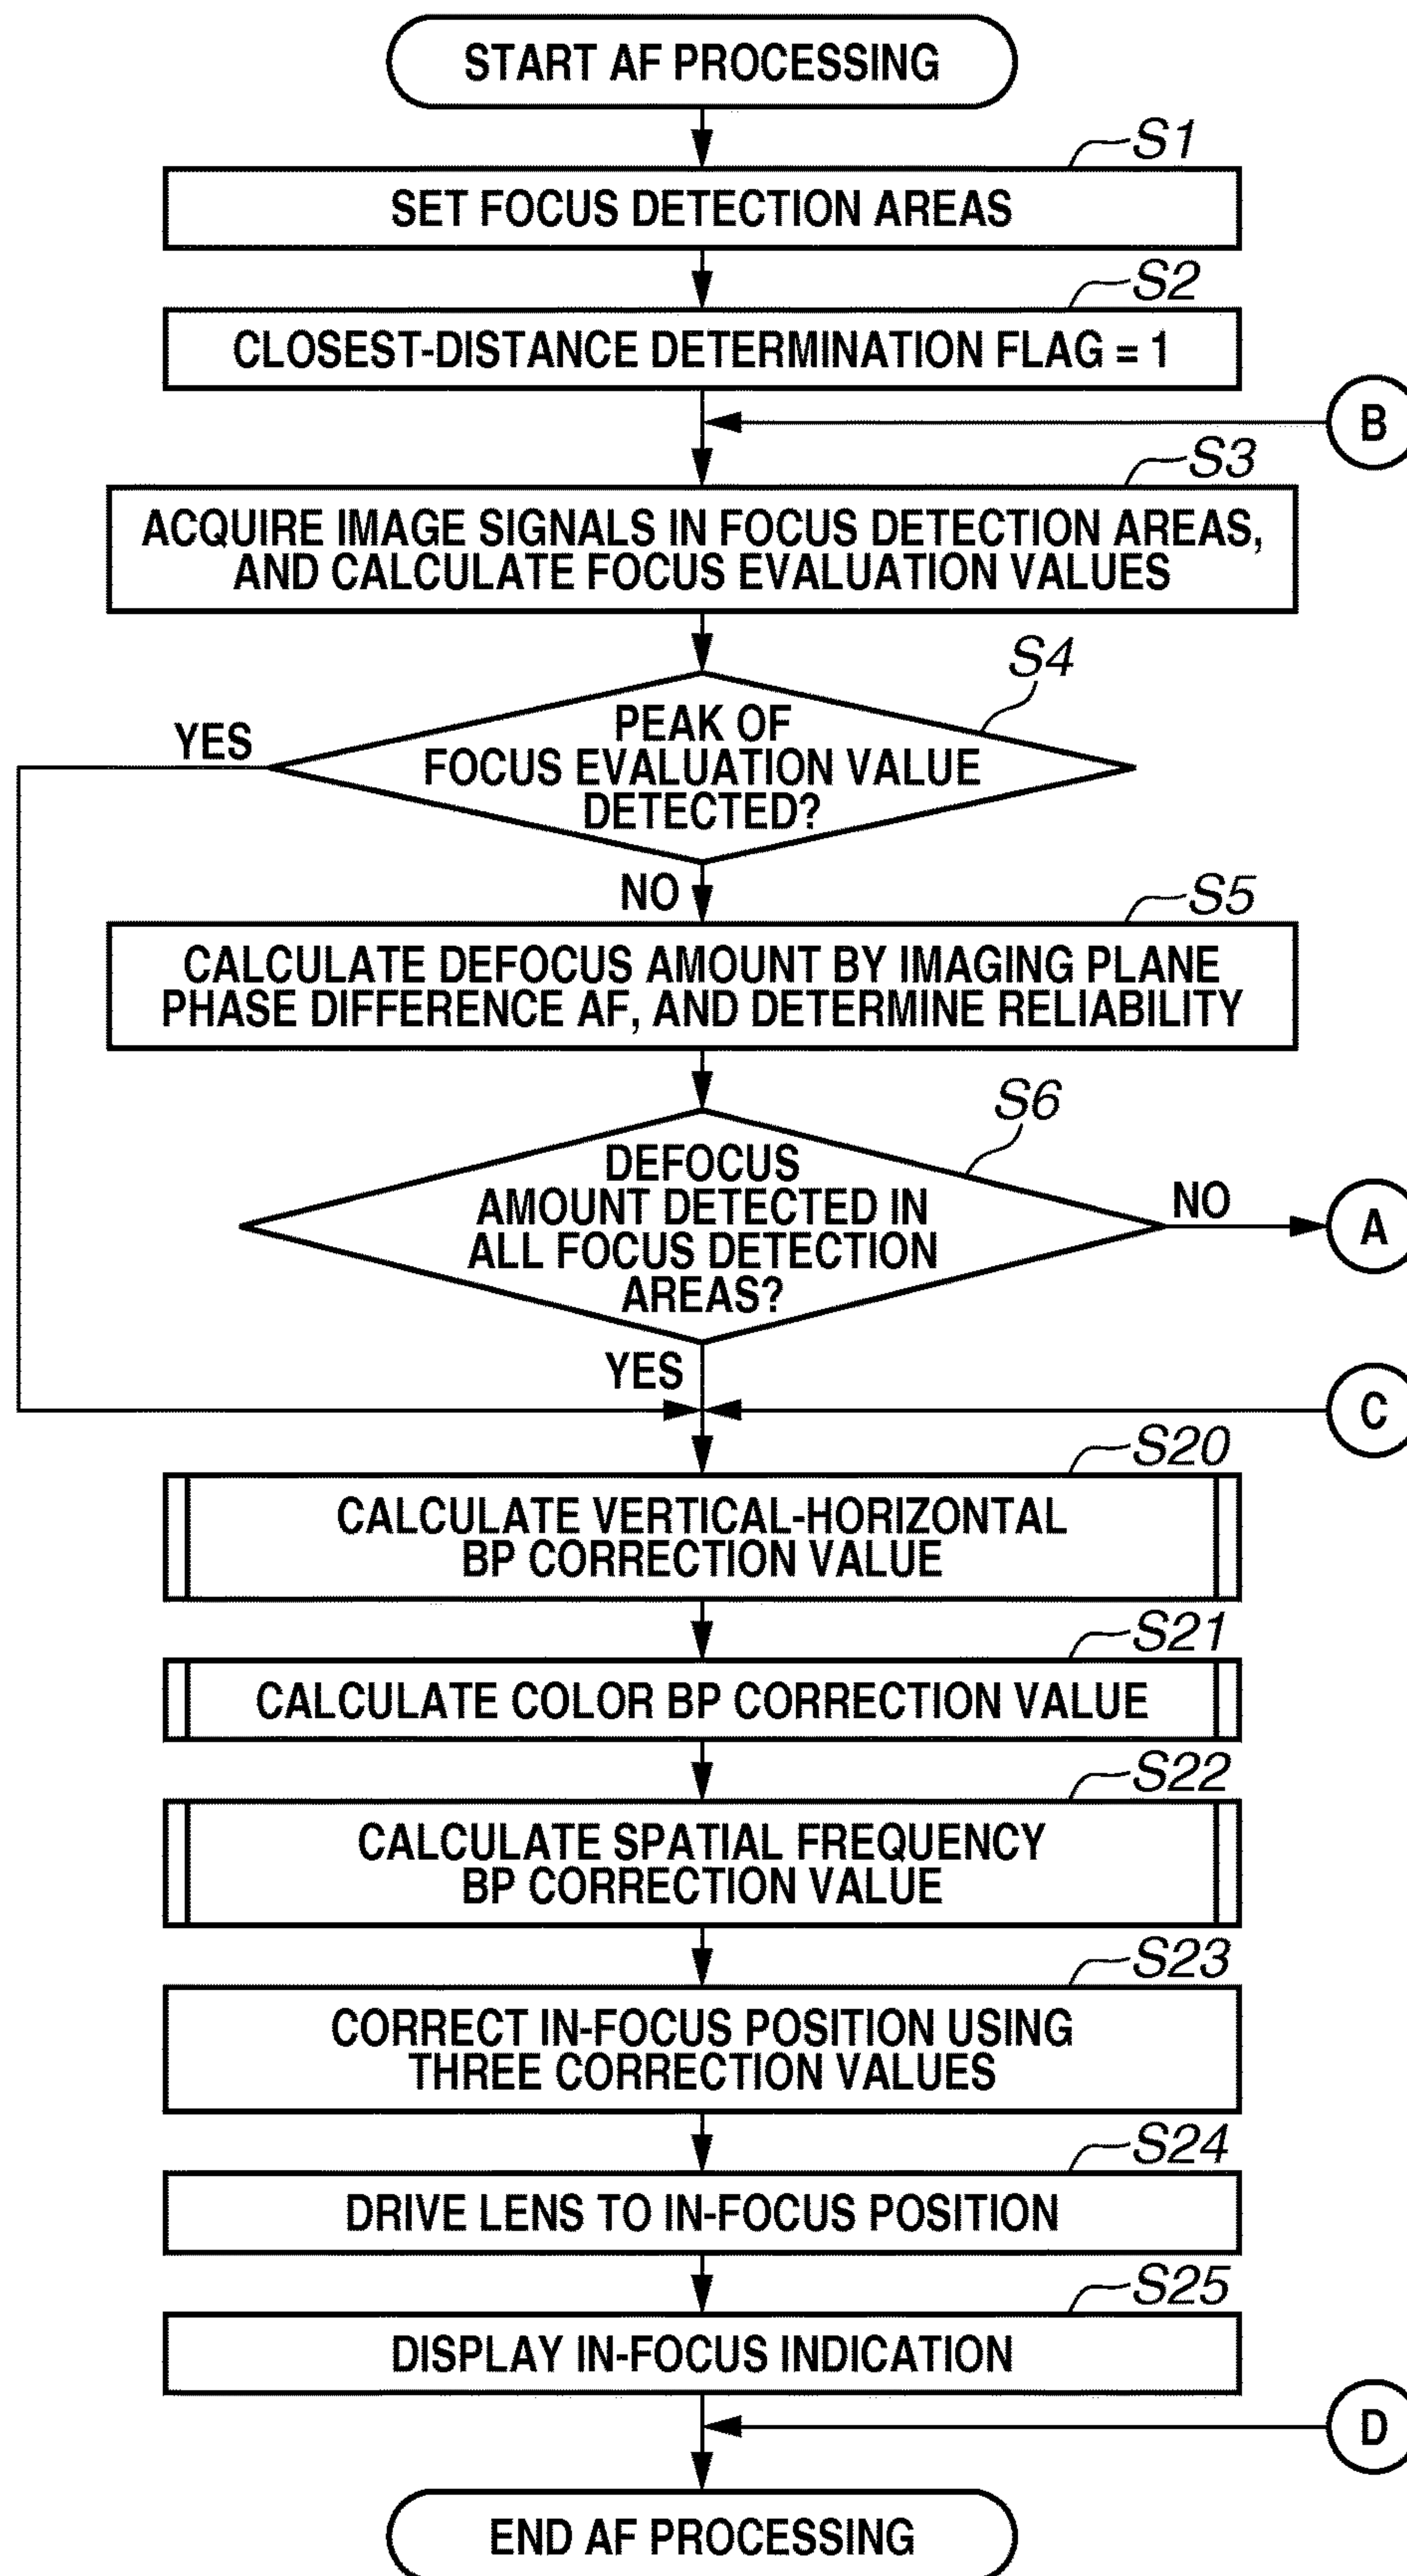 START AF PROCESSING
S1
SET FOCUS DETECTION AREAS
S2
CLOSEST-DISTANCE DETERMINATION FLAG = 1
B
S3
ACQUIRE IMAGE SIGNALS IN FOCUS DETECTION AREAS,
AND CALCULATE FOCUS EVALUATION VALUES
S4
YES
PEAK OF
FOCUS EVALUATION VALUE
DETECTED?
NO
S5
CALCULATE DEFOCUS AMOUNT BY IMAGING PLANE
PHASE DIFFERENCE AF, AND DETERMINE RELIABILITY
S6
DEFOCUS
AMOUNT DETECTED IN
ALL FOCUS DETECTION
AREAS?
NO
A
YES
C
S20
CALCULATE VERTICAL-HORIZONTAL
BP CORRECTION VALUE
S21
CALCULATE COLOR BP CORRECTION VALUE
S22
CALCULATE SPATIAL FREQUENCY
BP CORRECTION VALUE
S23
CORRECT IN-FOCUS POSITION USING
THREE CORRECTION VALUES
S24
DRIVE LENS TO IN-FOCUS POSITION
S25
DISPLAY IN-FOCUS INDICATION
D
END AF PROCESSING